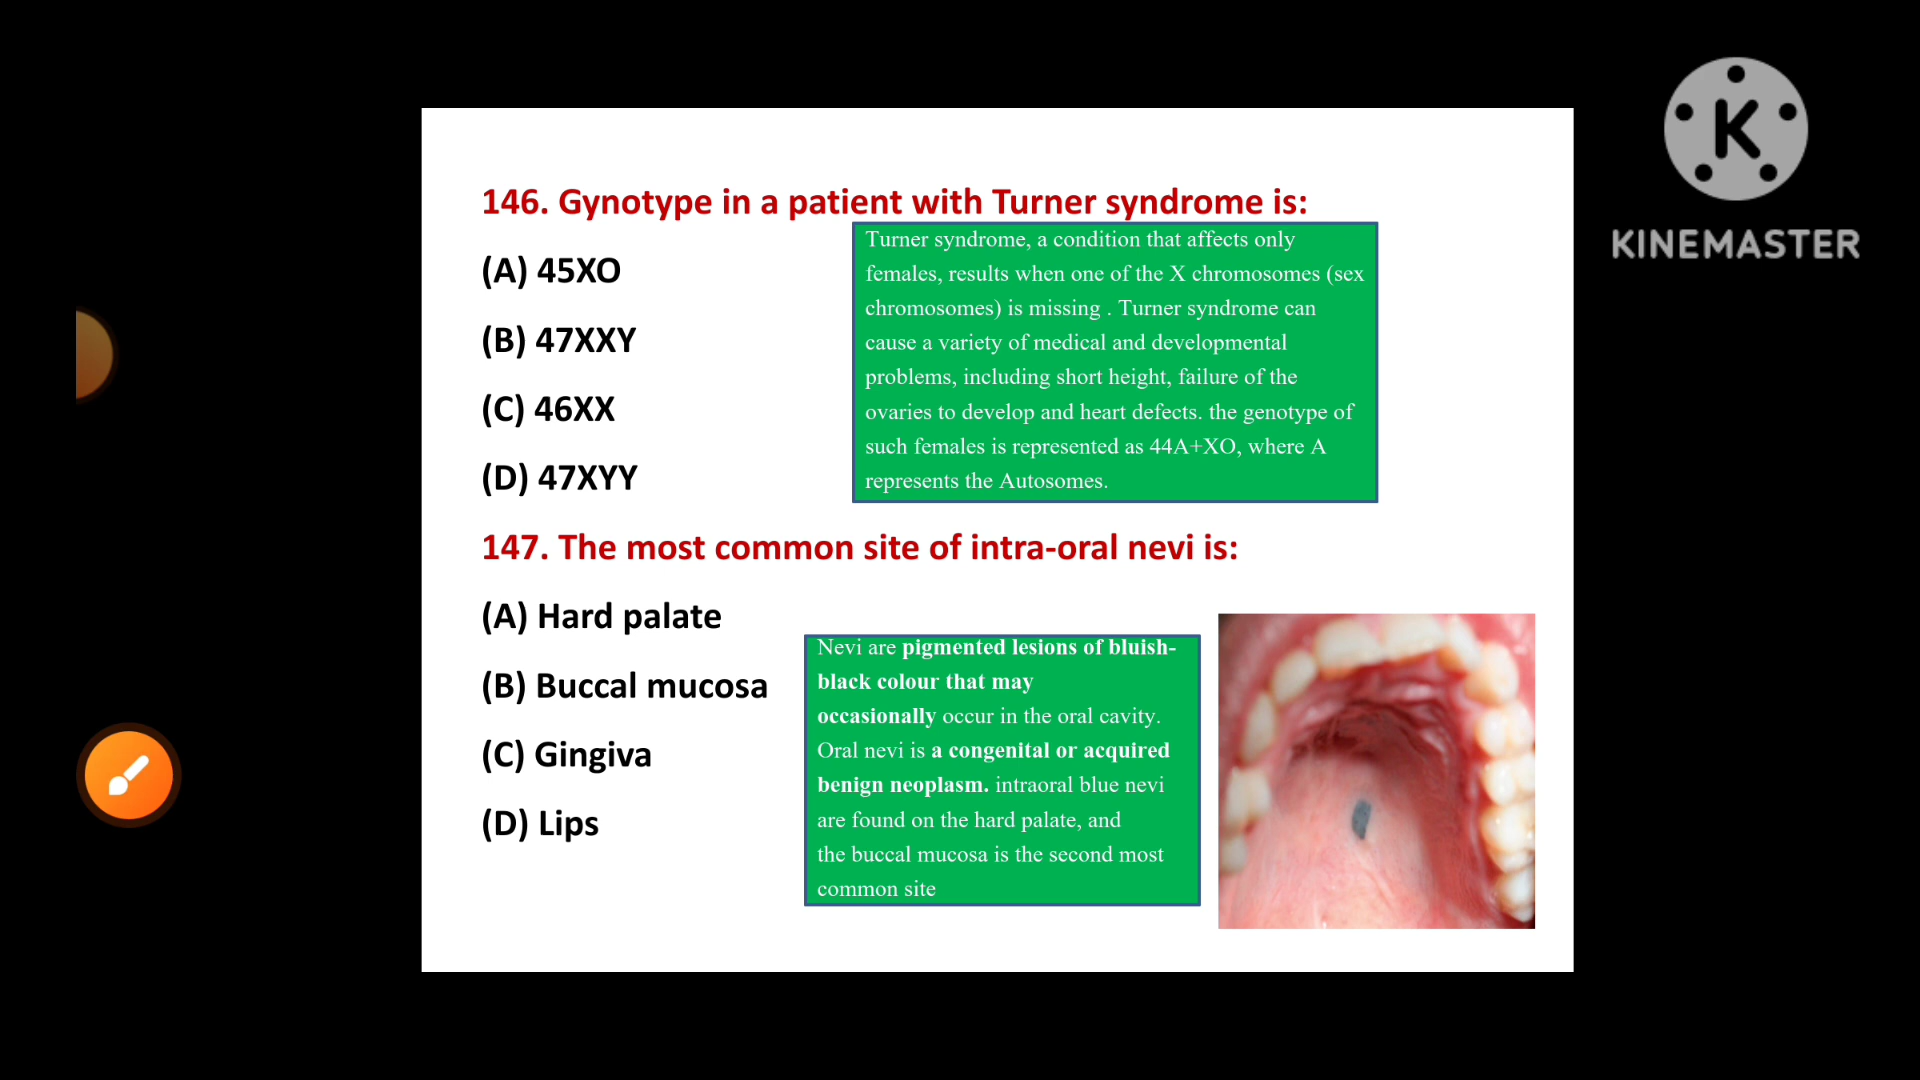 146. Gynotype in a patient with Turner syndrome is:
(A) 45XO
(B) 47XXY
(C) 46XX
(D) 47XYY
Turner syndrome, a condition that affects only
females, results when one of the X chromosomes (sex
chromosomes) is missing . Turner syndrome can
cause a variety of medical and developmental
problems, including short height, failure of the
ovaries to develop and heart defects. the genotype of
such females is represented as 44A+XO, where A
represents the Autosomes.
147. The most common site of intra-oral nevi is:
(A) Hard palate
(B) Buccal mucosa
(C) Gingiva
(D) Lips
Nevi are pigmented lesions of bluish-
black colour that may
occasionally occur in the oral cavity.
Oral nevi is a congenital or acquired
benign neoplasm. intraoral blue nevi
are found on the hard palate, and
the buccal mucosa is the second most
common site
K
KINEMASTER